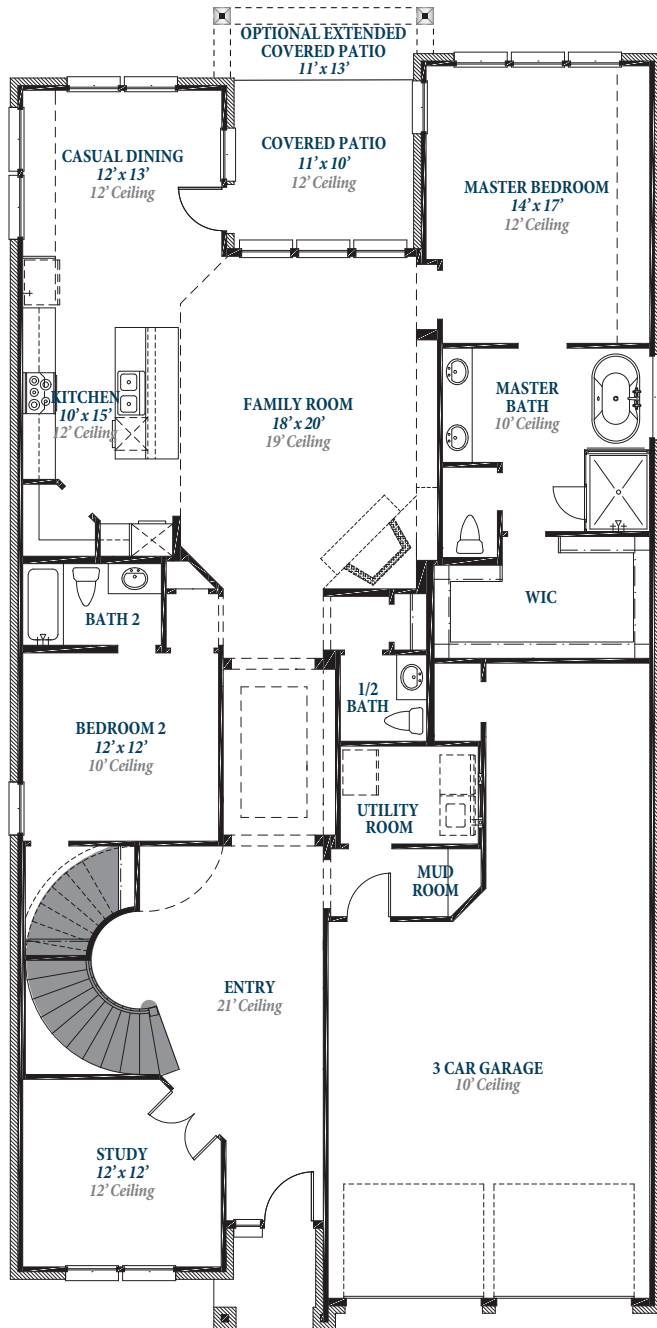 OPTIONAL EXTENDED
COVERED PATIO
11’ x 13’
CASUAL DINING
12’ x 13’
12’ Ceiling
COVERED PATIO
11’ x 10’
12’ Ceiling
MASTER BEDROOM
14’ x 17’
12’ Ceiling
KITCHEN
10’ x 15’
12’ Ceiling
FAMILY ROOM
18’ x 20’
19’ Ceiling
MASTER
BATH
10’ Ceiling
WIC
BATH 2
1/2
BATH
BEDROOM 2
12’ x 12’
10’ Ceiling
UTILITY
ROOM
MUD
ROOM
ENTRY
21’ Ceiling
3 CAR GARAGE
10’ Ceiling
STUDY
12’ x 12’
12’ Ceiling